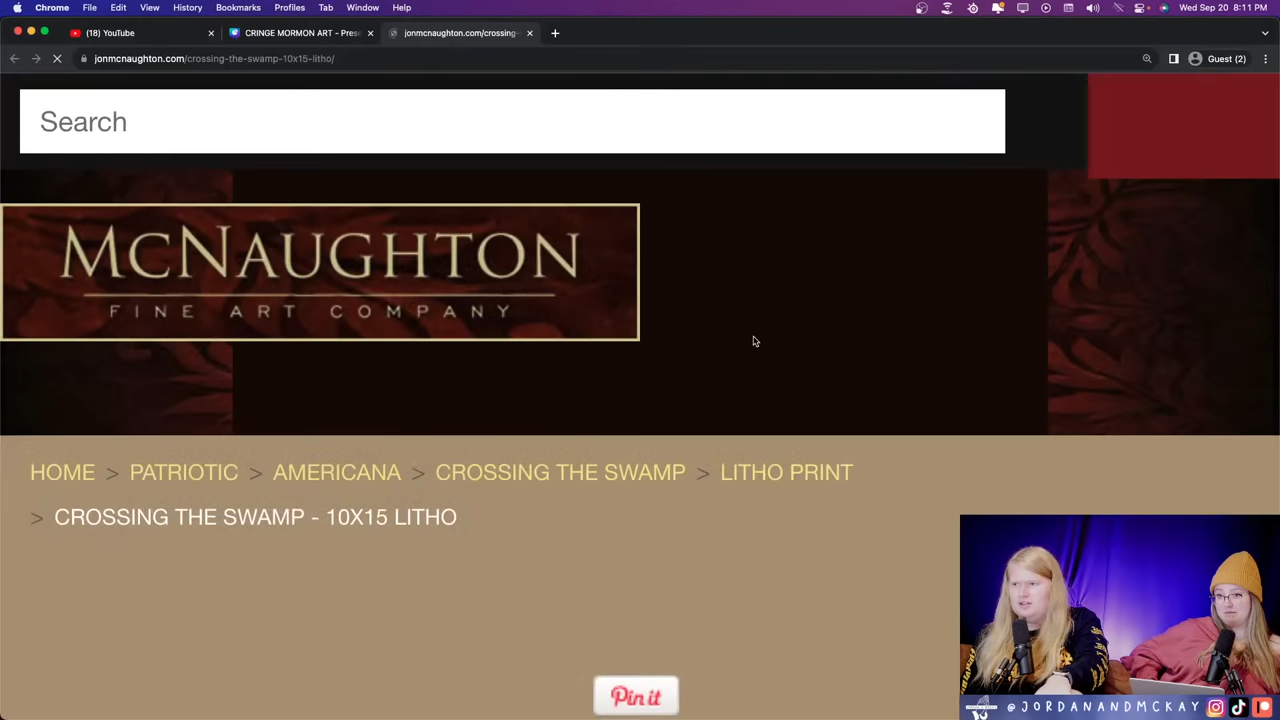 Chrome File Edit View History Bookmarks Profiles Tab Window Help Wed Sep 20 8:11 PM
(18) YouTube CRINGE MORMON ART - Prese jonmcnaughton.com/crossing-
jonmcnaughton.com/crossing-the-swamp-10x15-litho/ Guest (2)
Search
MCNAUGHTON
FINE ART COMPANY
HOME > PATRIOTIC > AMERICANA > CROSSING THE SWAMP > LITHO PRINT
> CROSSING THE SWAMP - 10X15 LITHO
Pin it
@JORDANANDMCKAY